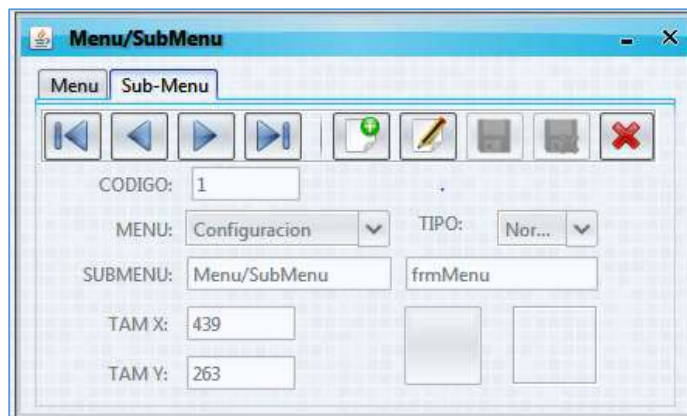 Menu/SubMenu
Menu Sub-Menu
CODIGO: 1
MENU: Configuracion TIPO: Nor...
SUBMENU: Menu/SubMenu frmMenu
TAM X: 439
TAM Y: 263